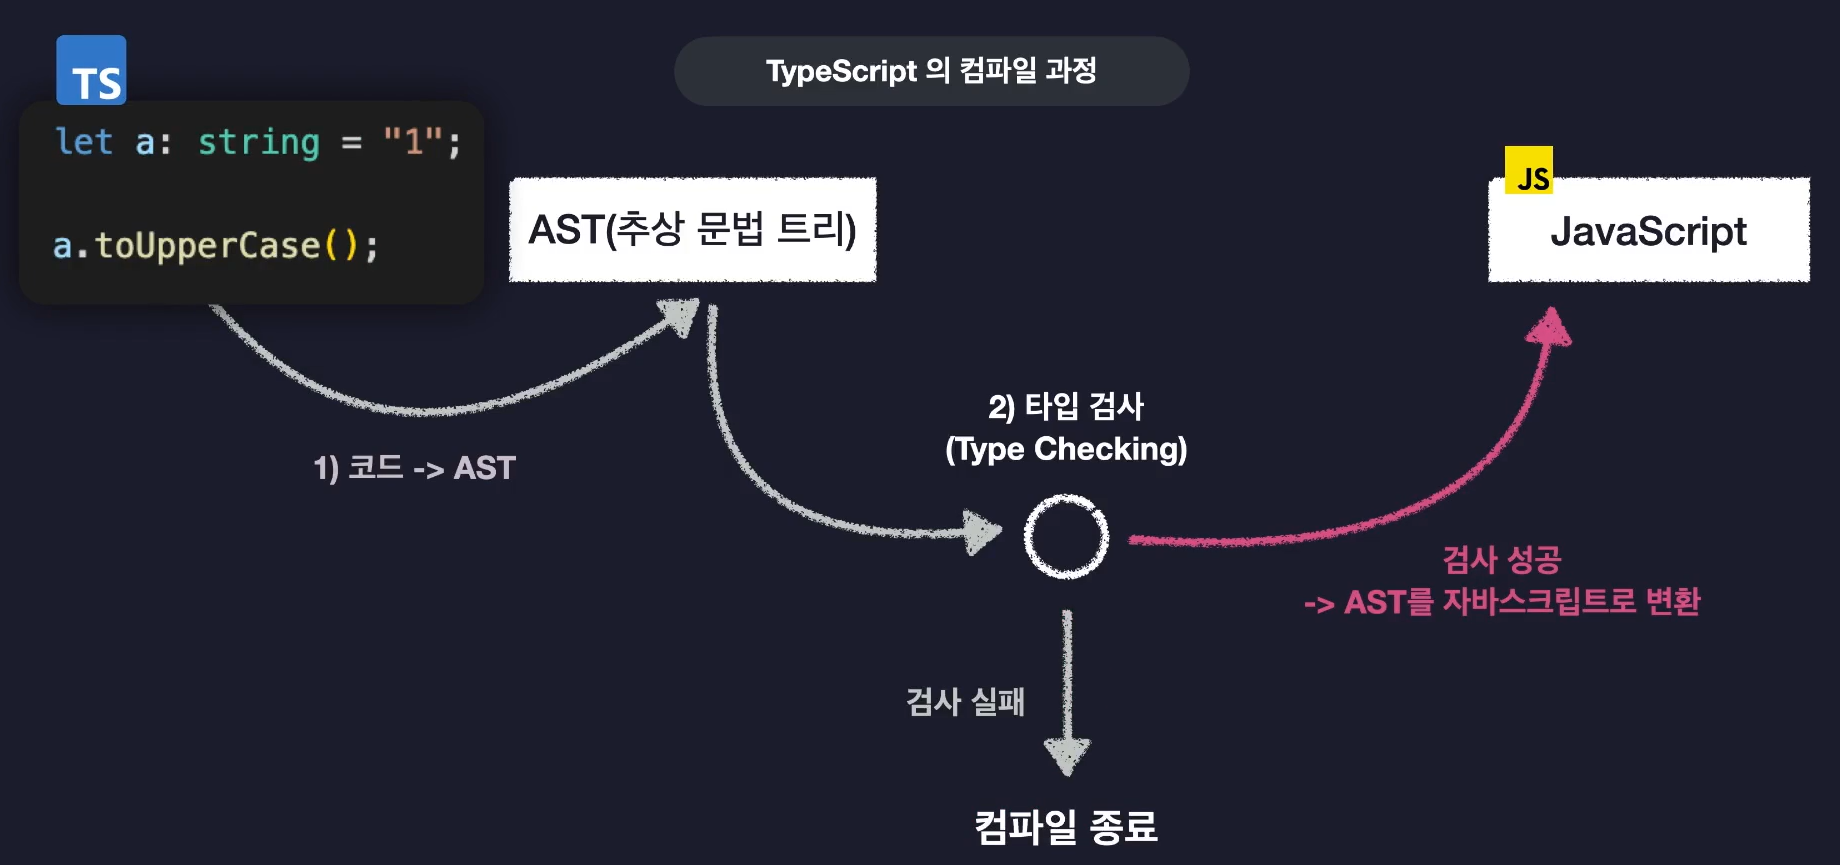 TypeScript 의 컴파일 과정
TS
let a: string = "1";
a.toUpperCase();
AST(추상 문법 트리)
JS
JavaScript
1) 코드 -> AST
2) 타입 검사
(Type Checking)
검사 성공
-> AST를 자바스크립트로 변환
검사 실패
컴파일 종료